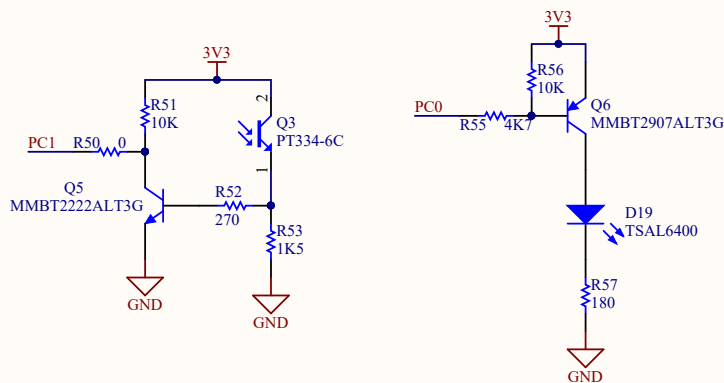 3V3
R51
10K
2
Q3
PT334-6C
PC1
R50
0
1
Q5
MMBT2222ALT3G
R52
270
R53
1K5
GND
GND
3V3
R56
10K
PC0
R55
4K7
Q6
MMBT2907ALT3G
D19
TSAL6400
R57
180
GND